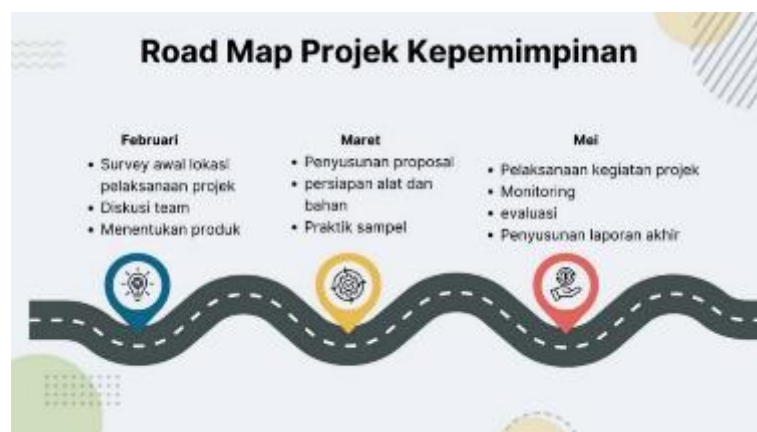 Road Map Projek Kepemimpinan
Februari
• Survey awal lokasi
pelaksanaan projek
• Diskusi team
• Menentukan produk
Maret
• Penyusunan proposal
• persiapan alat dan
bahan
• Praktik sampel
Mei
• Pelaksanaan kegiatan projek
• Monitoring
• evaluasi
• Penyusunan laporan akhir